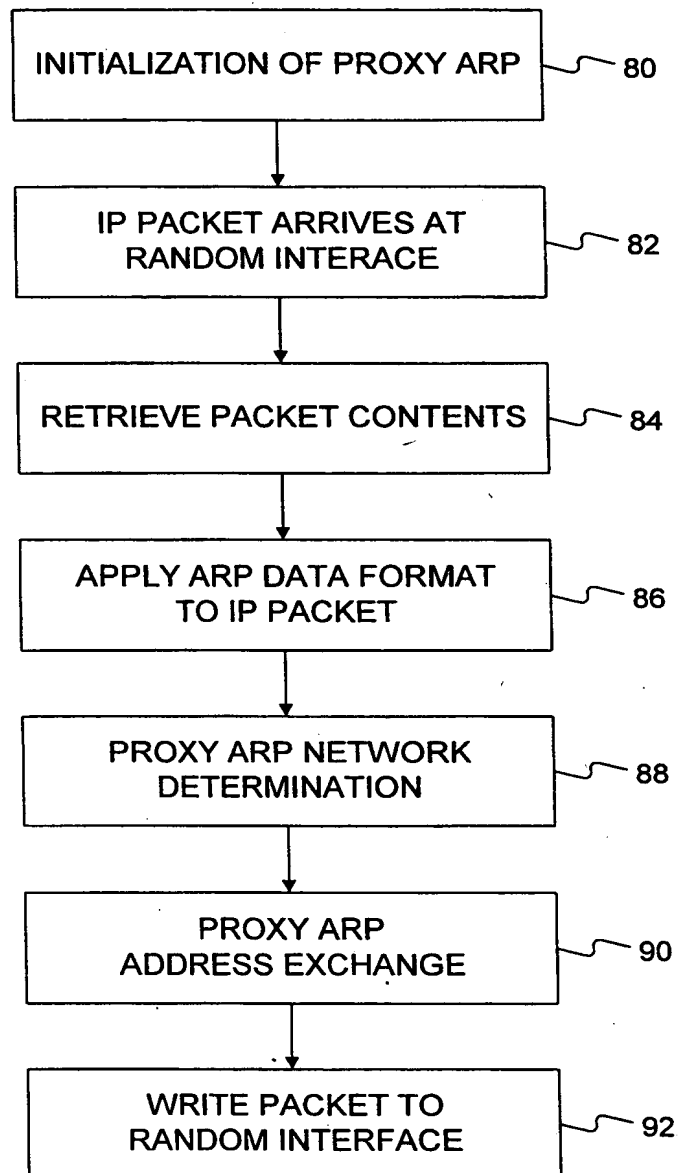 INITIALIZATION OF PROXY ARP
80
IP PACKET ARRIVES AT
RANDOM INTERACE
82
RETRIEVE PACKET CONTENTS
84
APPLY ARP DATA FORMAT
TO IP PACKET
86
PROXY ARP NETWORK
DETERMINATION
88
PROXY ARP
ADDRESS EXCHANGE
90
WRITE PACKET TO
RANDOM INTERFACE
92